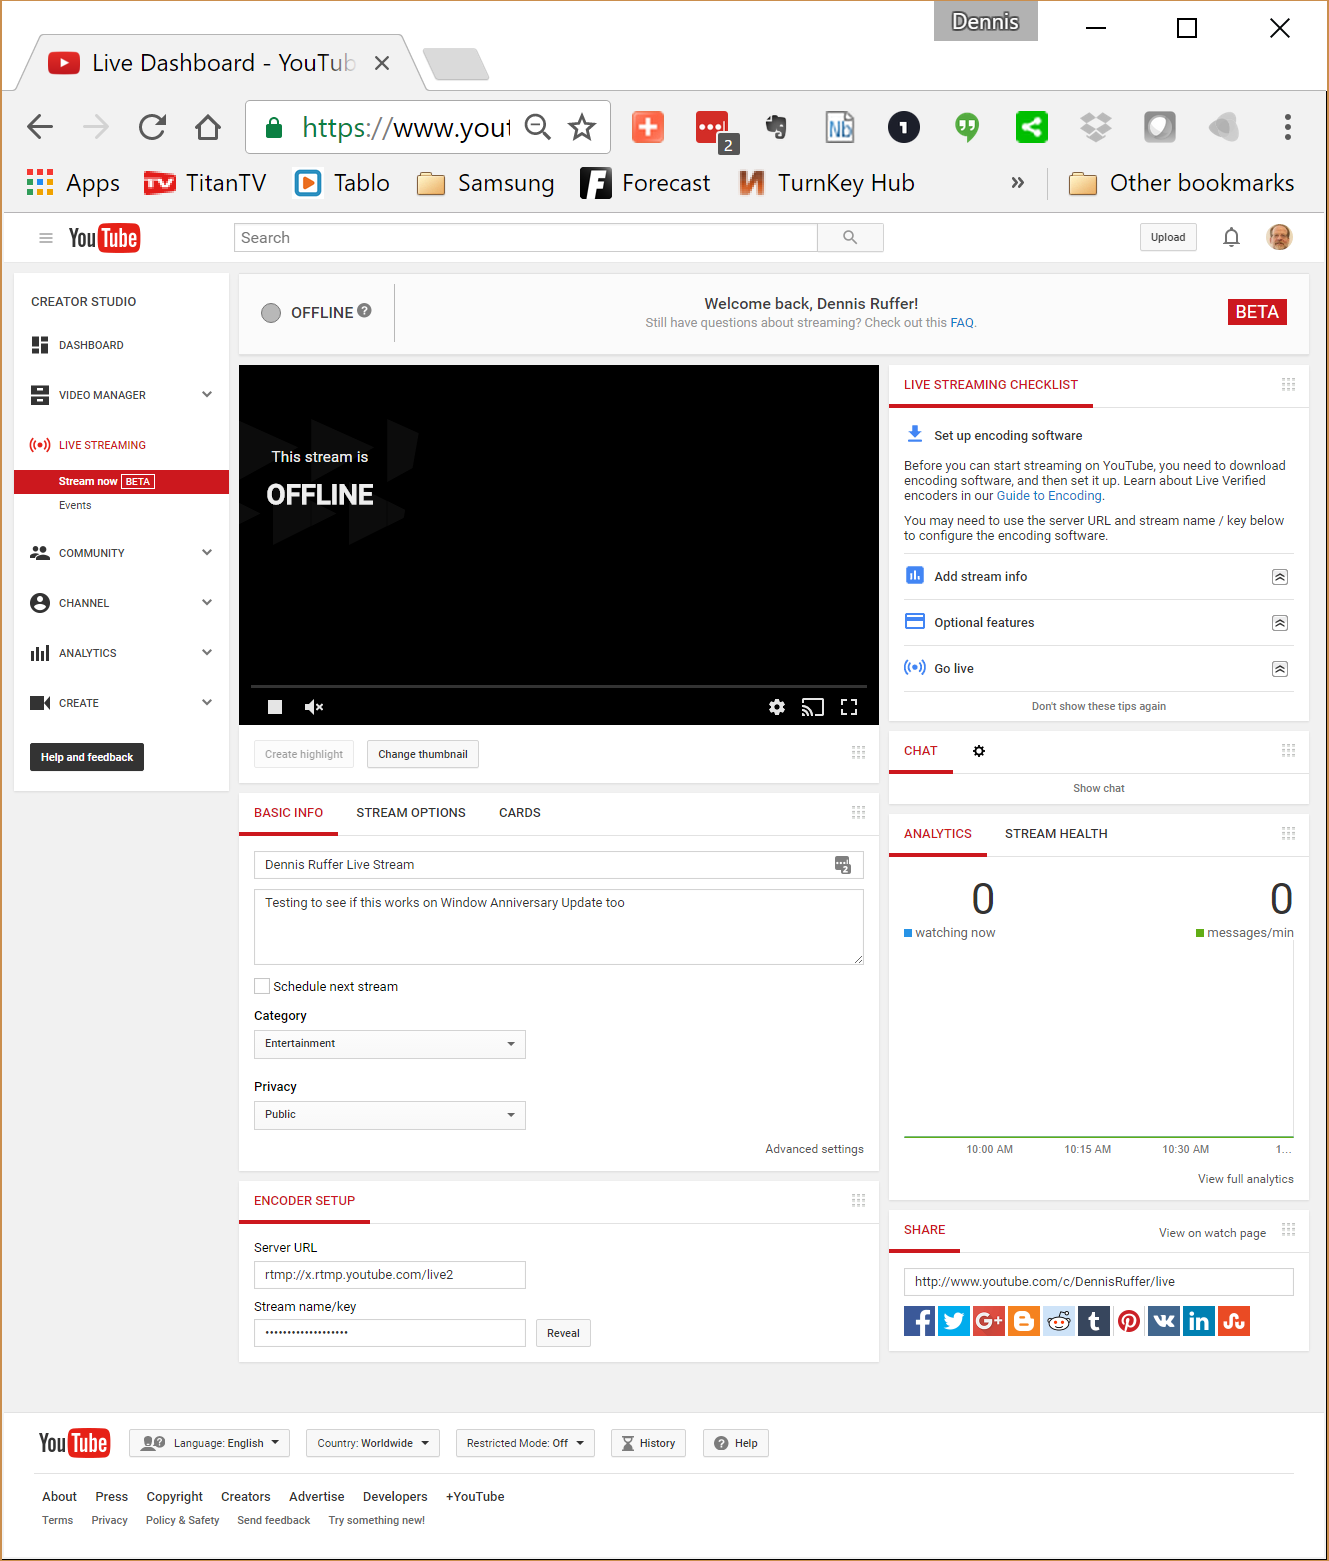 Dennis
Live Dashboard - YouTub
https://www.yout
2
Nb
1
Apps
TitanTV
Tablo
Samsung
Forecast
TurnKey Hub
»
Other bookmarks
YouTube
Search
Upload
CREATOR STUDIO
DASHBOARD
VIDEO MANAGER
LIVE STREAMING
Stream now BETA
Events
COMMUNITY
CHANNEL
ANALYTICS
CREATE
Help and feedback
OFFLINE ?
Welcome back, Dennis Ruffer!
Still have questions about streaming? Check out this FAQ.
BETA
This stream is
OFFLINE
Create highlight
Change thumbnail
BASIC INFO
STREAM OPTIONS
CARDS
Dennis Ruffer Live Stream
2
Testing to see if this works on Window Anniversary Update too
Schedule next stream
Category
Entertainment
Privacy
Public
Advanced settings
ENCODER SETUP
Server URL
rtmp://x.rtmp.youtube.com/live2
Stream name/key
••••••••••••••••••• 
Reveal
LIVE STREAMING CHECKLIST
Set up encoding software
Before you can start streaming on YouTube, you need to download
encoding software, and then set it up. Learn about Live Verified
encoders in our Guide to Encoding.
You may need to use the server URL and stream name / key below
to configure the encoding software.
Add stream info
Optional features
Go live
Don't show these tips again
CHAT
Show chat
ANALYTICS
STREAM HEALTH
0
watching now
0
messages/min
10:00 AM
10:15 AM
10:30 AM
1...
View full analytics
SHARE
View on watch page
http://www.youtube.com/c/DennisRuffer/live
YouTube
Language: English
Country: Worldwide
Restricted Mode: Off
History
Help
About Press Copyright Creators Advertise Developers +YouTube
Terms Privacy Policy & Safety Send feedback Try something new!